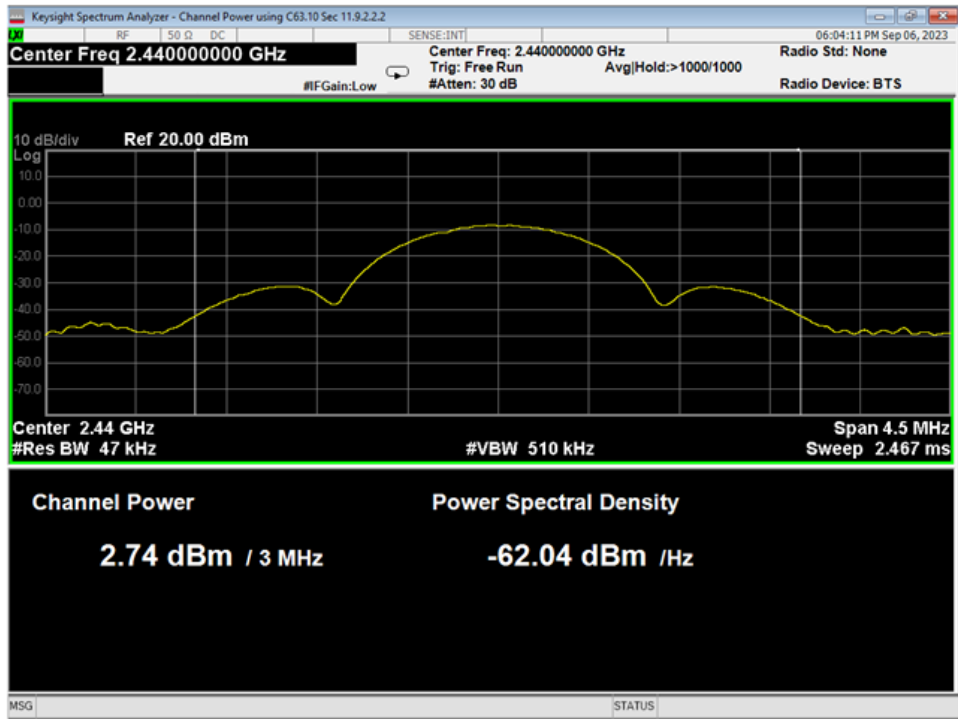 Keysight Spectrum Analyzer - Channel Power using C63.10 Sec 11.9.2.2.2
LXI RF 50 Ω DC SENSE:INT 06:04:11 PM Sep 06, 2023
Center Freq 2.440000000 GHz
Center Freq: 2.440000000 GHz Radio Std: None
Trig: Free Run Avg|Hold:>1000/1000
#IFGain:Low #Atten: 30 dB Radio Device: BTS
10 dB/div Ref 20.00 dBm
Log
10.0
0.00
-10.0
-20.0
-30.0
-40.0
-50.0
-60.0
-70.0
Center 2.44 GHz Span 4.5 MHz
#Res BW 47 kHz #VBW 510 kHz Sweep 2.467 ms
Channel Power Power Spectral Density
2.74 dBm / 3 MHz -62.04 dBm /Hz
MSG STATUS